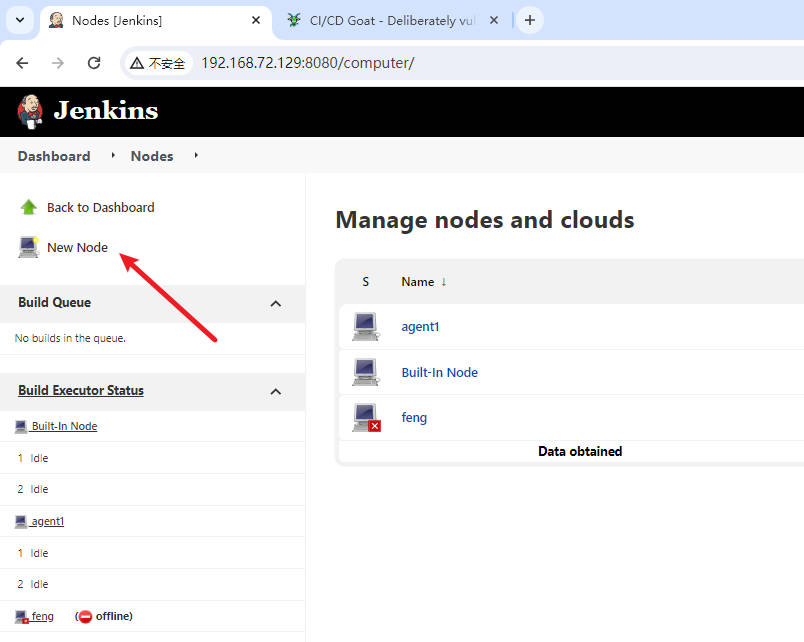 Nodes [Jenkins]
CI/CD Goat - Deliberately vul
不安全
192.168.72.129:8080/computer/
Jenkins
Dashboard
Nodes
Back to Dashboard
New Node
Build Queue
No builds in the queue.
Build Executor Status
Built-In Node
1 Idle
2 Idle
agent1
1 Idle
2 Idle
feng (offline)
Manage nodes and clouds
S Name ↓
agent1
Built-In Node
feng
Data obtained